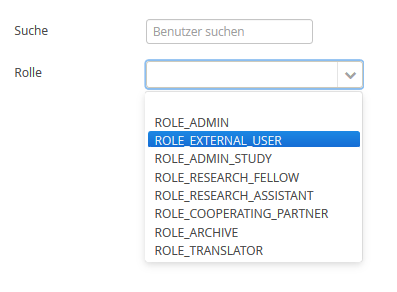 Suche
Benutzer suchen
Rolle
ROLE_ADMIN
ROLE_EXTERNAL_USER
ROLE_ADMIN_STUDY
ROLE_RESEARCH_FELLOW
ROLE_RESEARCH_ASSISTANT
ROLE_COOPERATING_PARTNER
ROLE_ARCHIVE
ROLE_TRANSLATOR